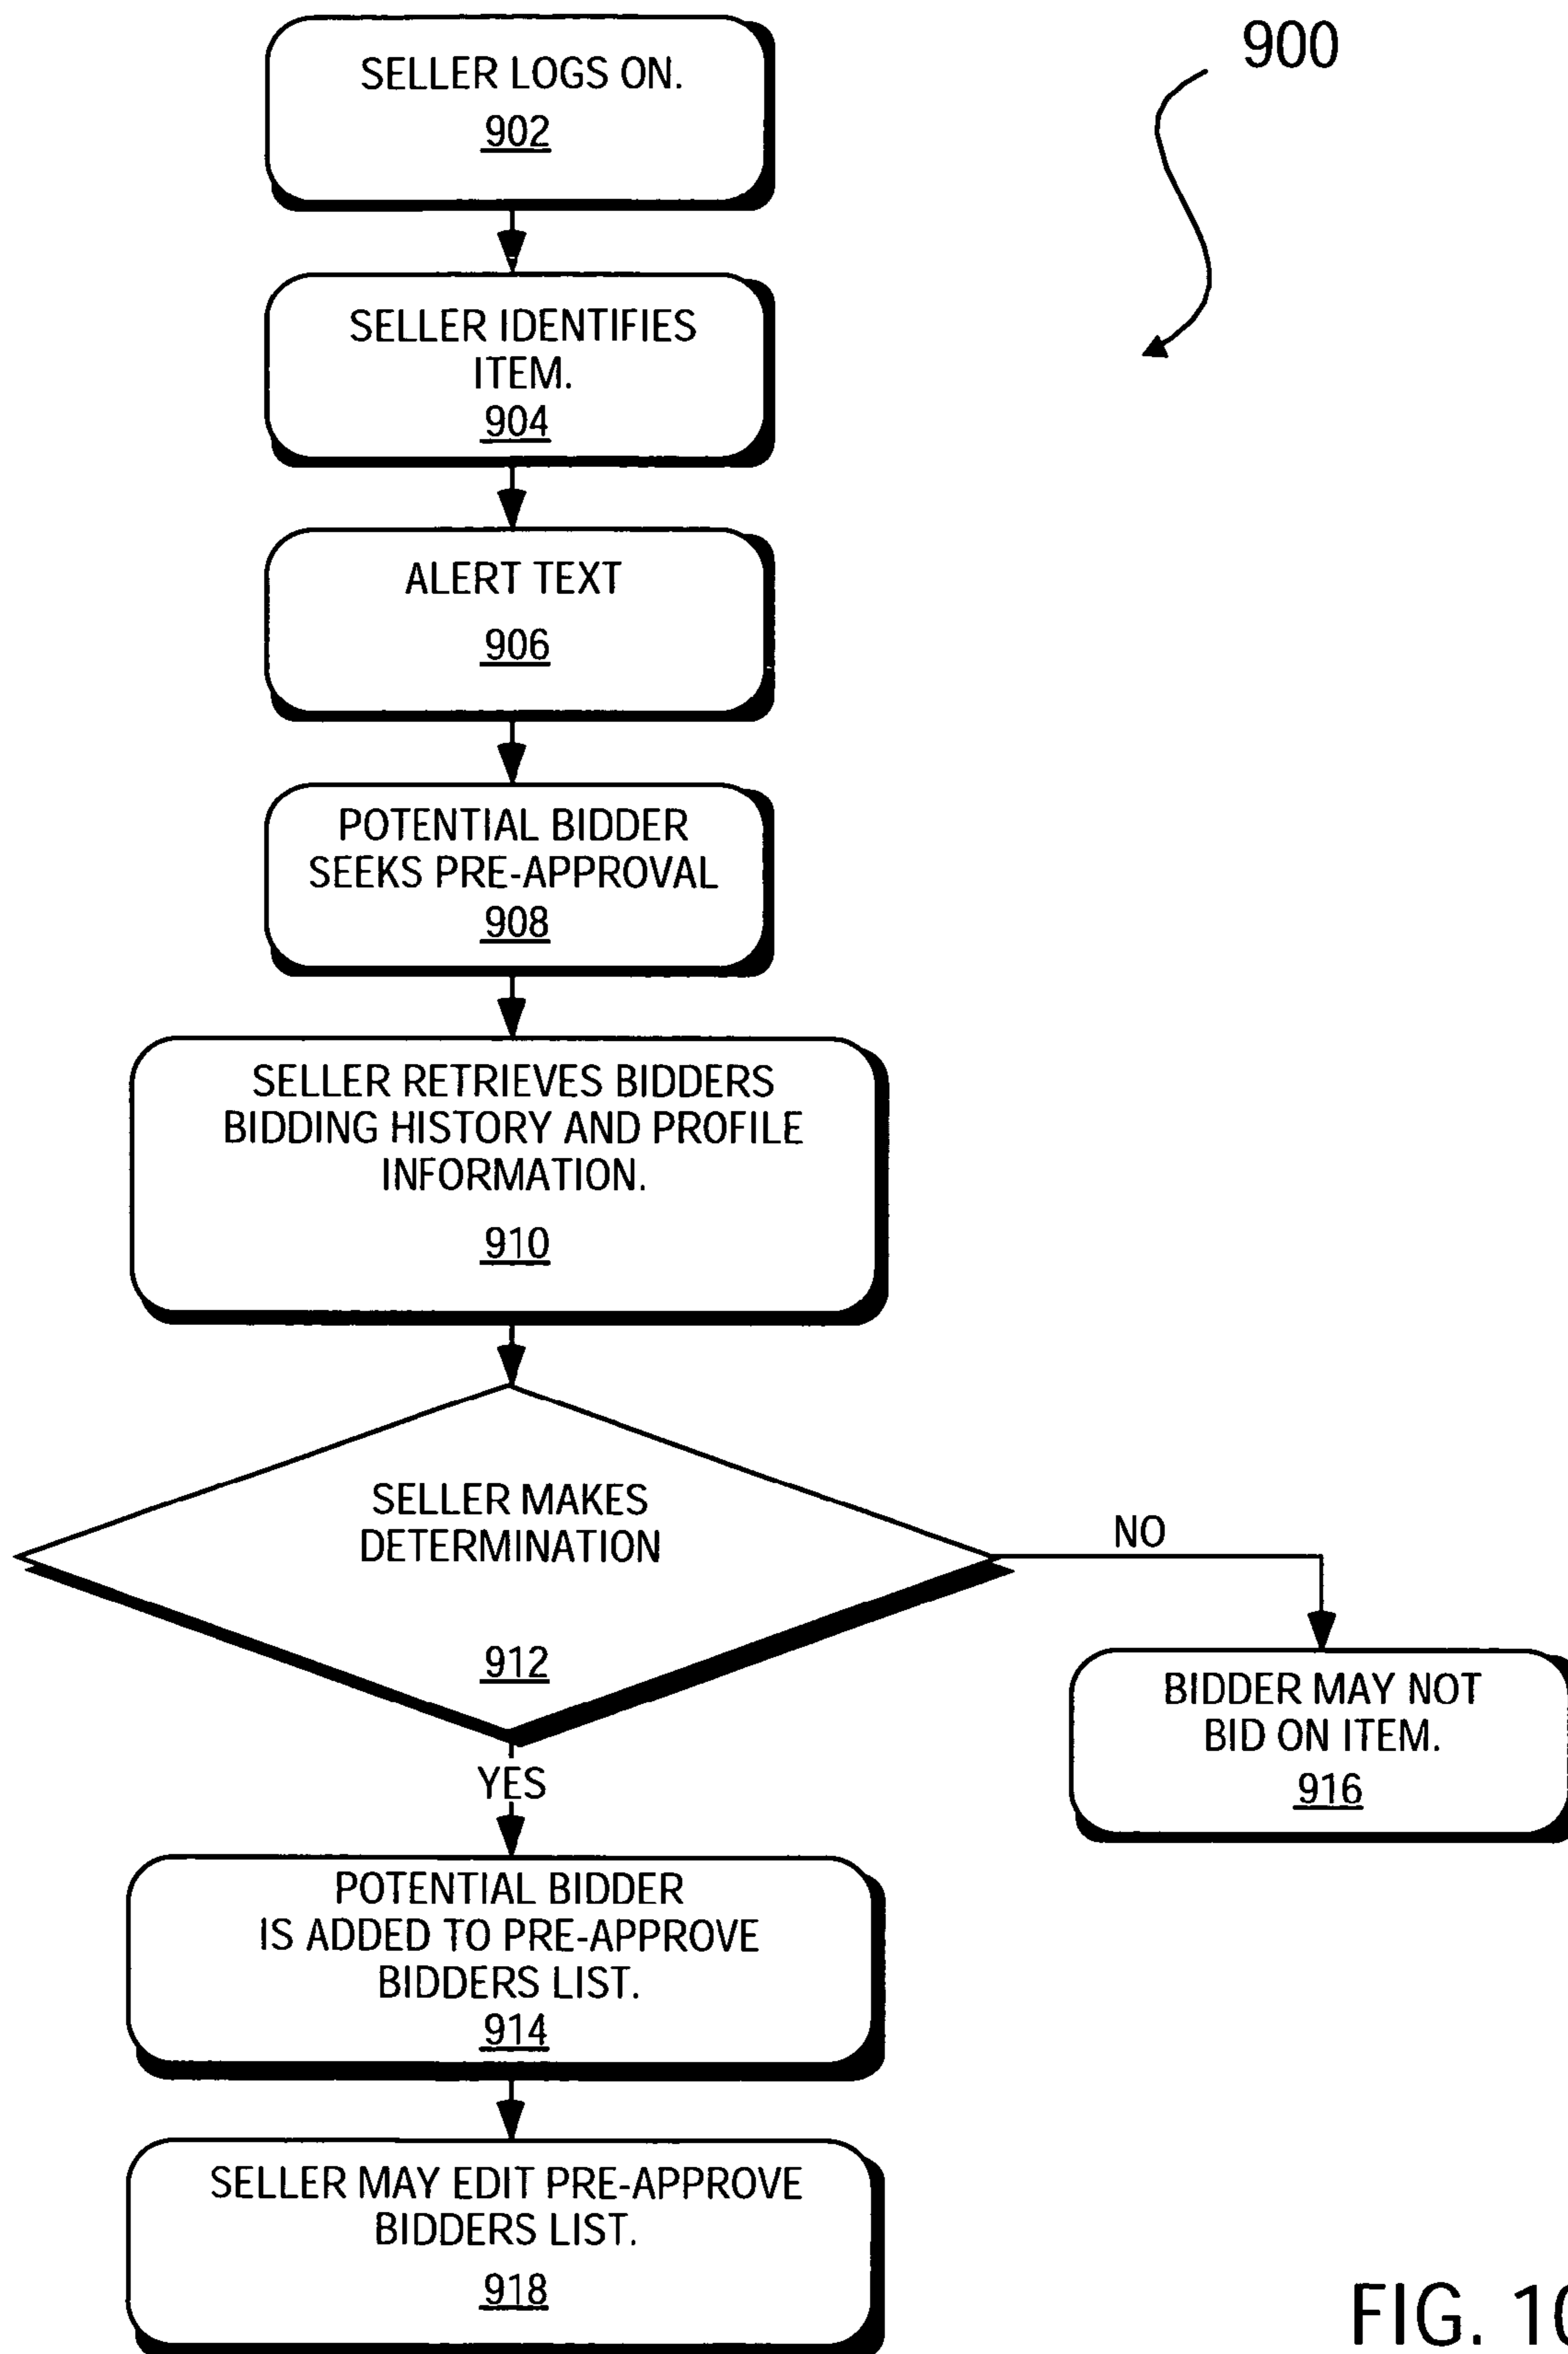 900
SELLER LOGS ON.
902
SELLER IDENTIFIES
ITEM.
904
ALERT TEXT
906
POTENTIAL BIDDER
SEEKS PRE-APPROVAL
908
SELLER RETRIEVES BIDDERS
BIDDING HISTORY AND PROFILE
INFORMATION.
910
SELLER MAKES
DETERMINATION
912
NO
BIDDER MAY NOT
BID ON ITEM.
916
YES
POTENTIAL BIDDER
IS ADDED TO PRE-APPROVE
BIDDERS LIST.
914
SELLER MAY EDIT PRE-APPROVE
BIDDERS LIST.
918
FIG. 10